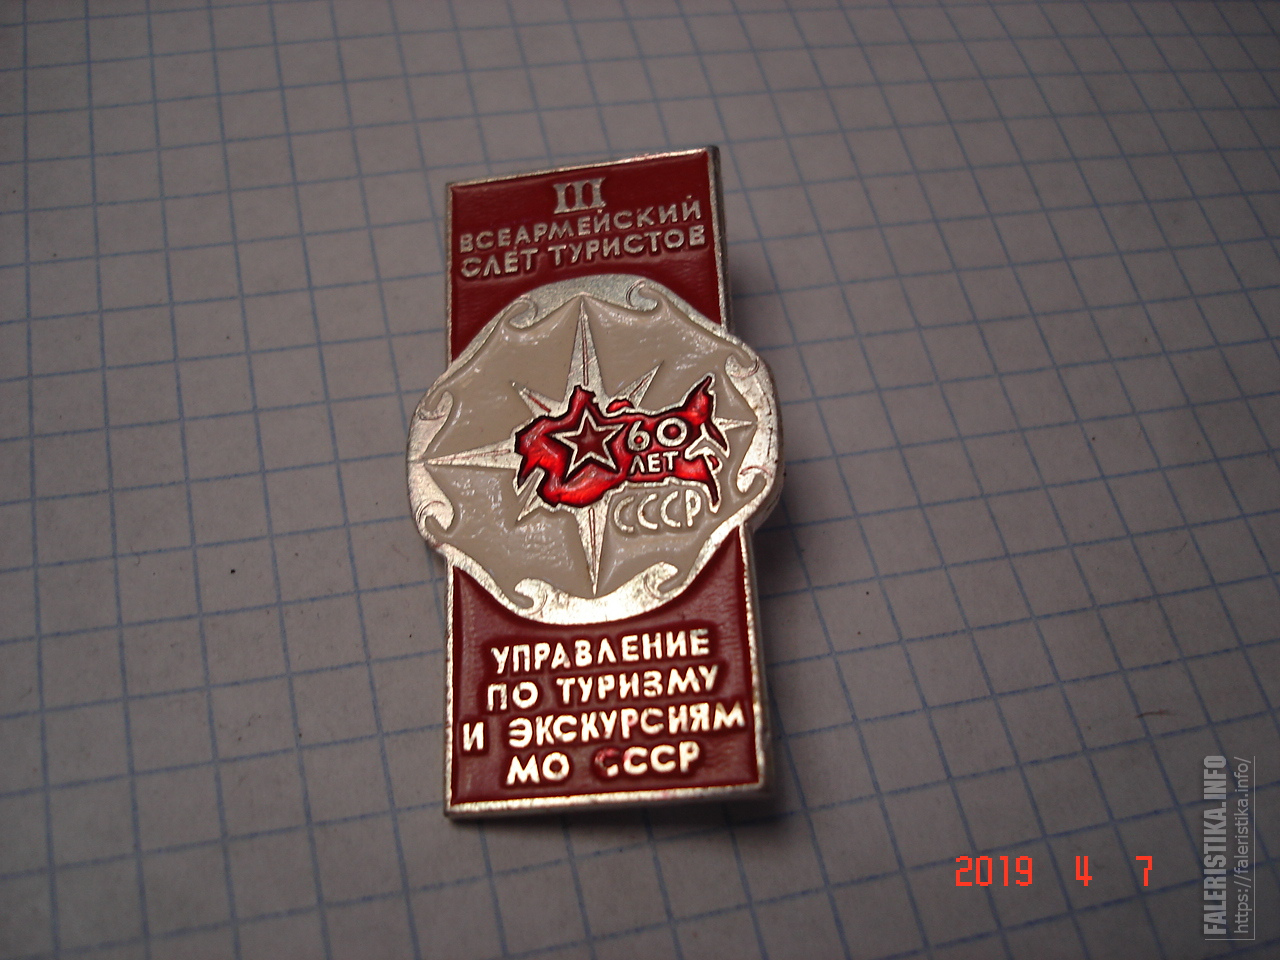 III
ВСЕАРМЕЙСКИЙ
СЛЕТ ТУРИСТОВ
60
ЛЕТ
СССР
УПРАВЛЕНИЕ
ПО ТУРИЗМУ
И ЭКСКУРСИЯМ
МО СССР
2019 4 7
FALERISTIKA.INFO
https://faleristika.info/